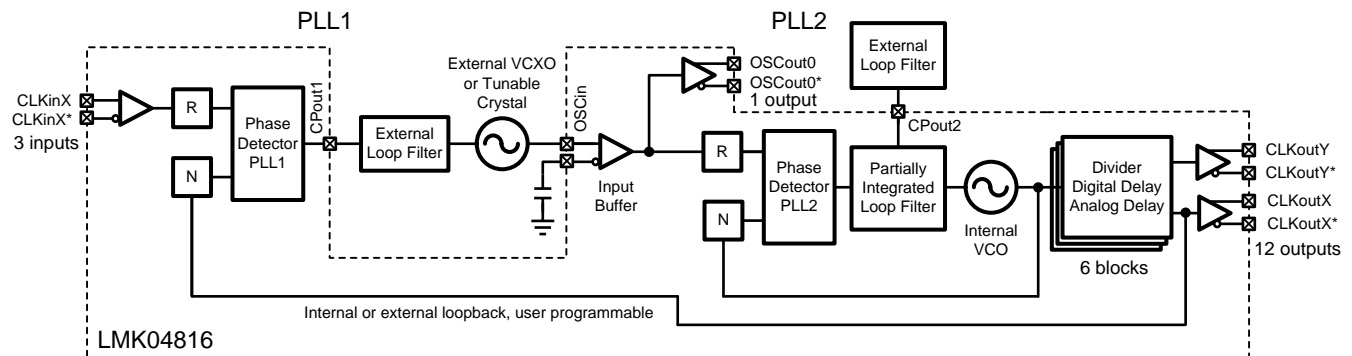 PLL1
PLL2
External VCXO
or Tunable
Crystal
OSCin
OSCout0
OSCout0*
1 output
External
Loop Filter
CLKinX
CLKinX*
3 inputs
R
N
Phase
Detector
PLL1
CPout1
External
Loop Filter
Input
Buffer
R
N
Phase
Detector
PLL2
CPout2
Partially
Integrated
Loop Filter
Internal
VCO
Divider
Digital Delay
Analog Delay
6 blocks
CLKoutY
CLKoutY*
CLKoutX
CLKoutX*
12 outputs
Internal or external loopback, user programmable
LMK04816